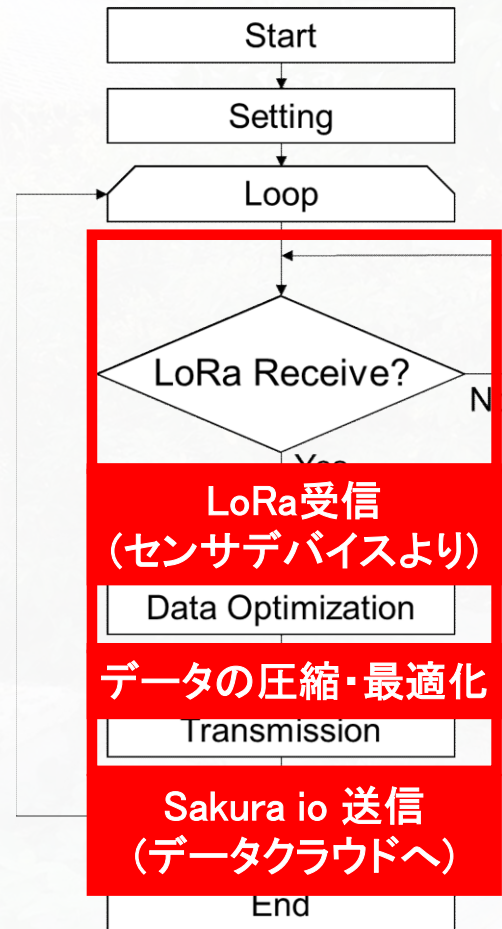 Start
Setting
Loop
LoRa Receive?
N
Yes
LoRa受信
(センサデバイスより)
Data Optimization
データの圧縮・最適化
Transmission
Sakura io 送信
(データクラウドへ)
End